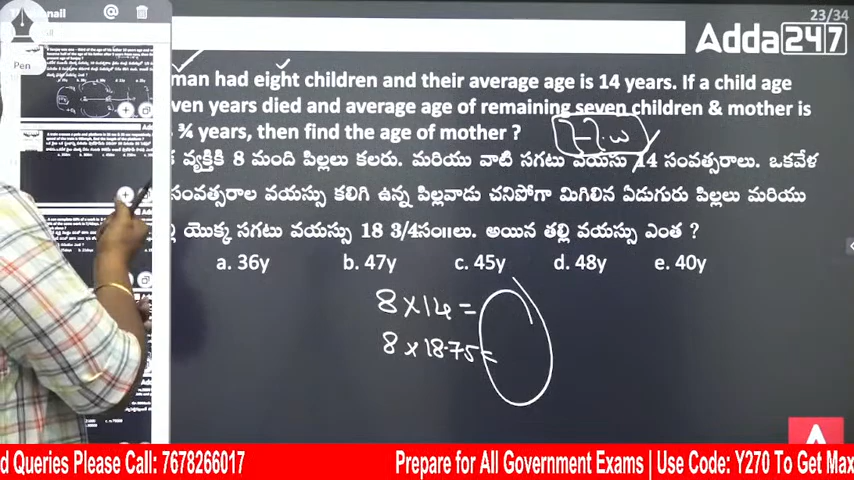 23/34
Adda247
Pen
man had eight children and their average age is 14 years. If a child age
ven years died and average age of remaining seven children & mother is
¾ years, then find the age of mother ?
వ్యక్తికి 8 మంది పిల్లలు కలరు. మరియు వాటి సగటు వయస్సు 14 సంవత్సరాలు. ఒకవేళ
సంవత్సరాల వయస్సు కలిగి ఉన్న పిల్లవాడు చనిపోగా మిగిలిన ఏడుగురు పిల్లలు మరియు
యొక్క సగటు వయస్సు 18 3/4సం॥లు. అయిన తల్లి వయస్సు ఎంత ?
a. 36y b. 47y c. 45y d. 48y e. 40y
8 × 14 =
8 × 18.75 =
d Queries Please Call: 7678266017 Prepare for All Government Exams | Use Code: Y270 To Get Max